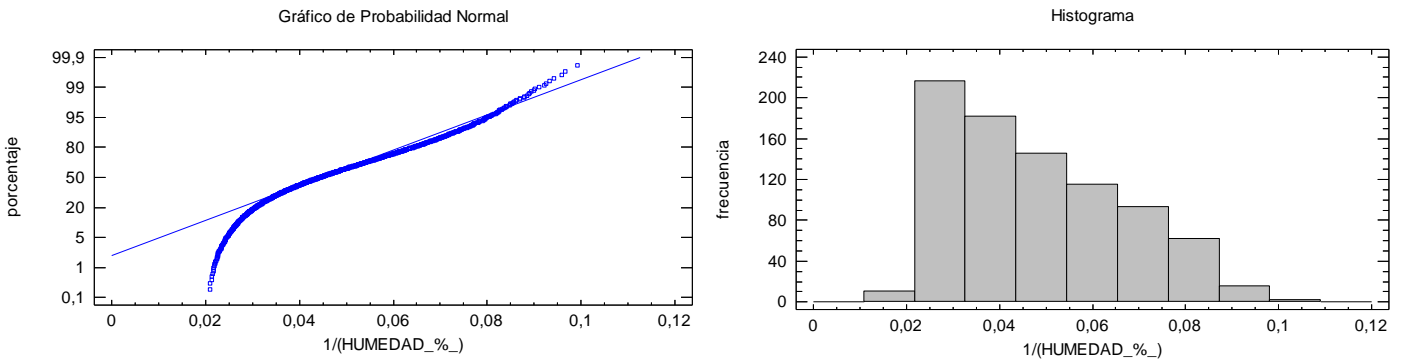 Gráfico de Probabilidad Normal
porcentaje
99,9
99
95
80
50
20
5
1
0,1
0 0,02 0,04 0,06 0,08 0,1 0,12
1/(HUMEDAD_%_)
Histograma
frecuencia
240
200
160
120
80
40
0
0 0,02 0,04 0,06 0,08 0,1 0,12
1/(HUMEDAD_%_)